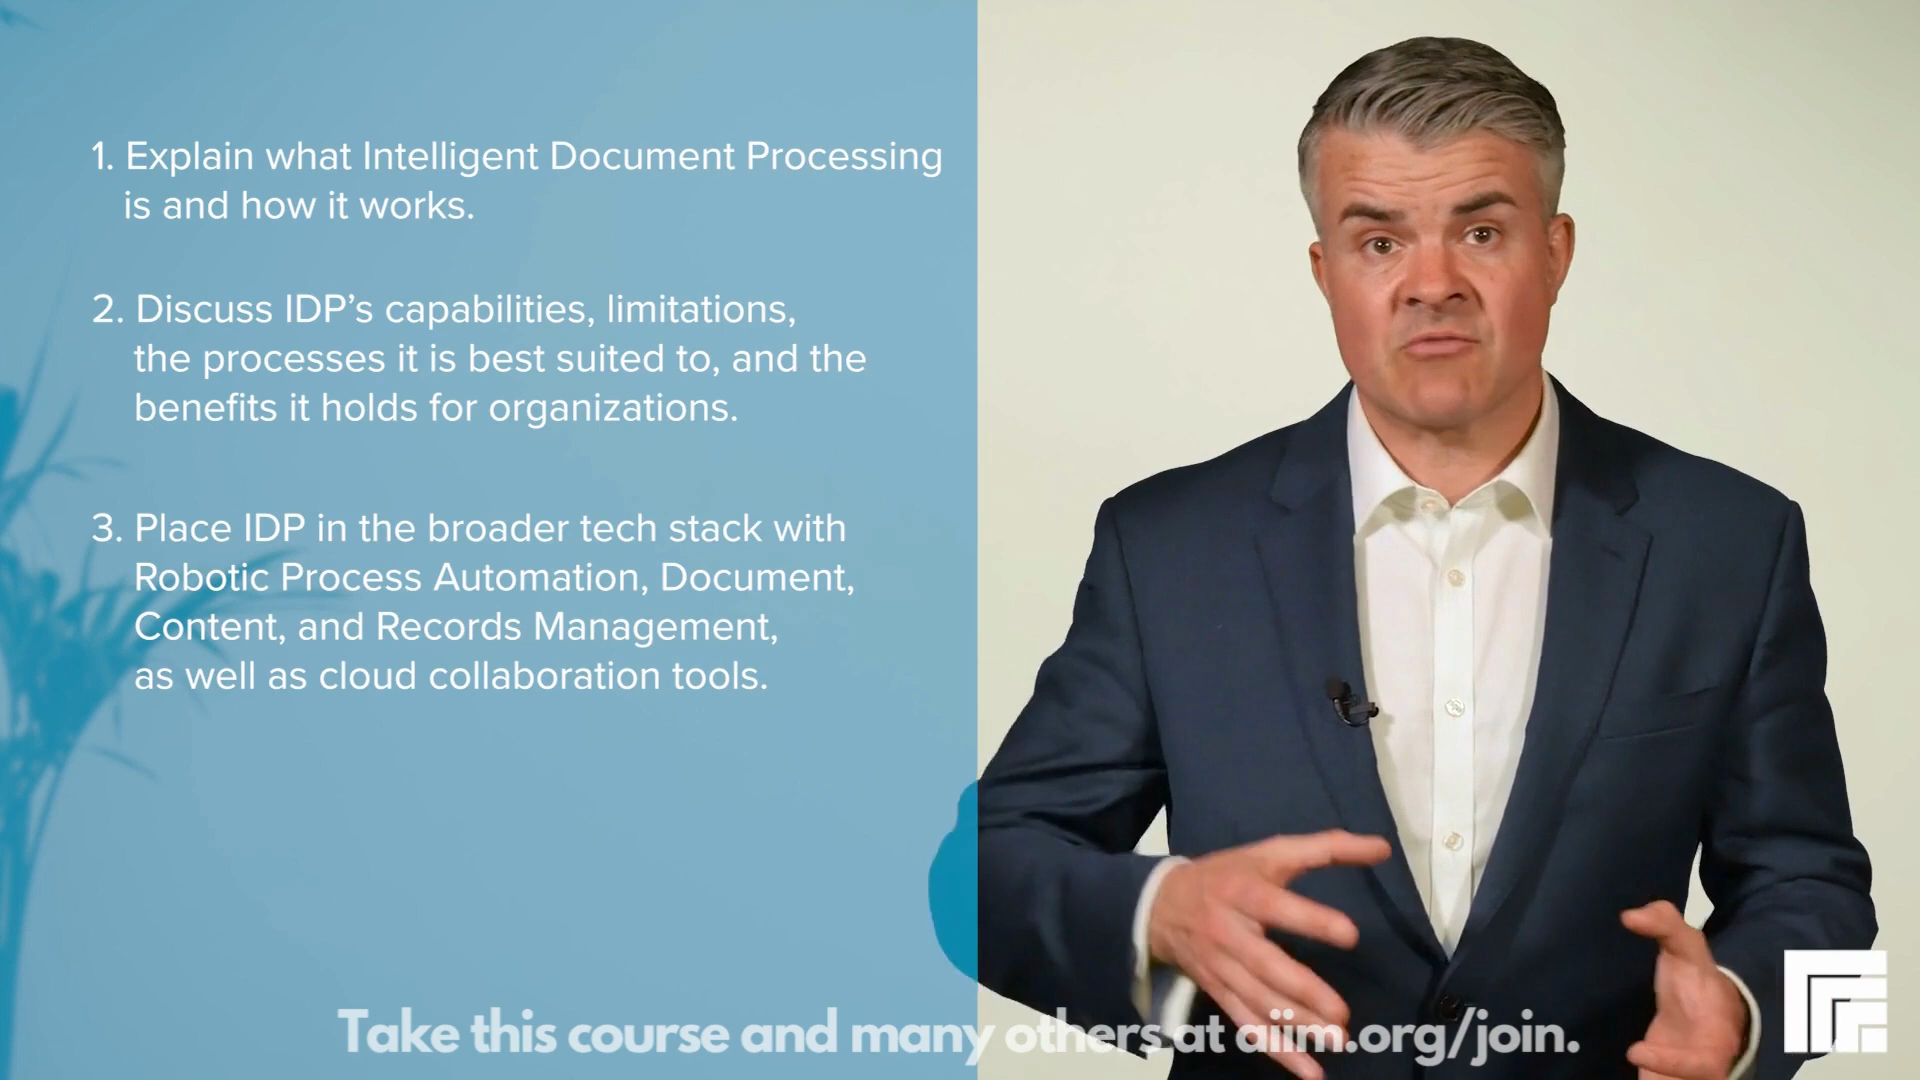 1. Explain what Intelligent Document Processing
is and how it works.
2. Discuss IDP’s capabilities, limitations,
the processes it is best suited to, and the
benefits it holds for organizations.
3. Place IDP in the broader tech stack with
Robotic Process Automation, Document,
Content, and Records Management,
as well as cloud collaboration tools.
Take this course and many others at aiim.org/join.